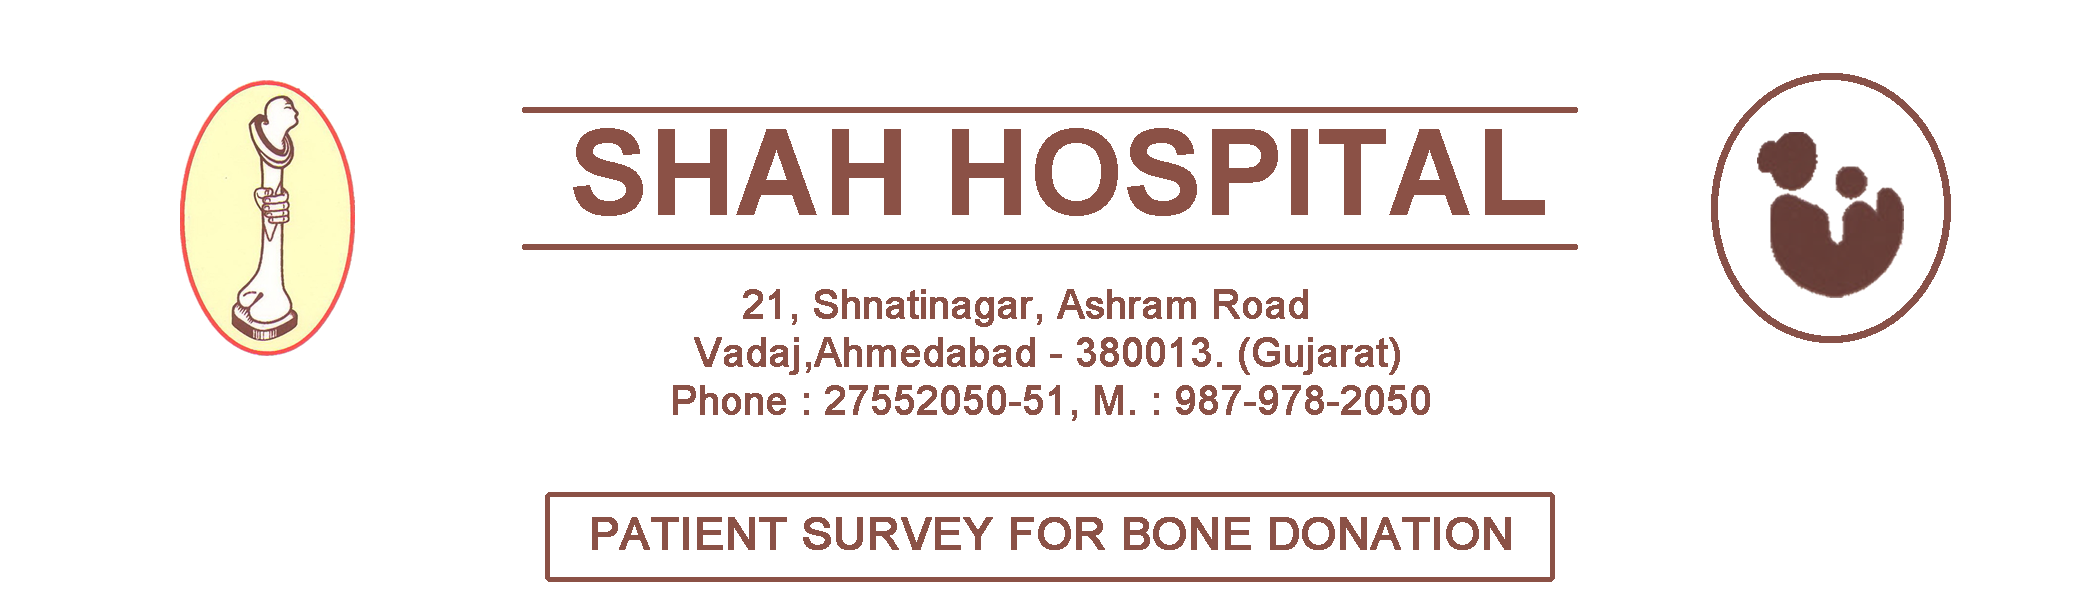 SHAH HOSPITAL
21, Shnatinagar, Ashram Road
Vadaj,Ahmedabad - 380013. (Gujarat)
Phone : 27552050-51, M. : 987-978-2050
PATIENT SURVEY FOR BONE DONATION